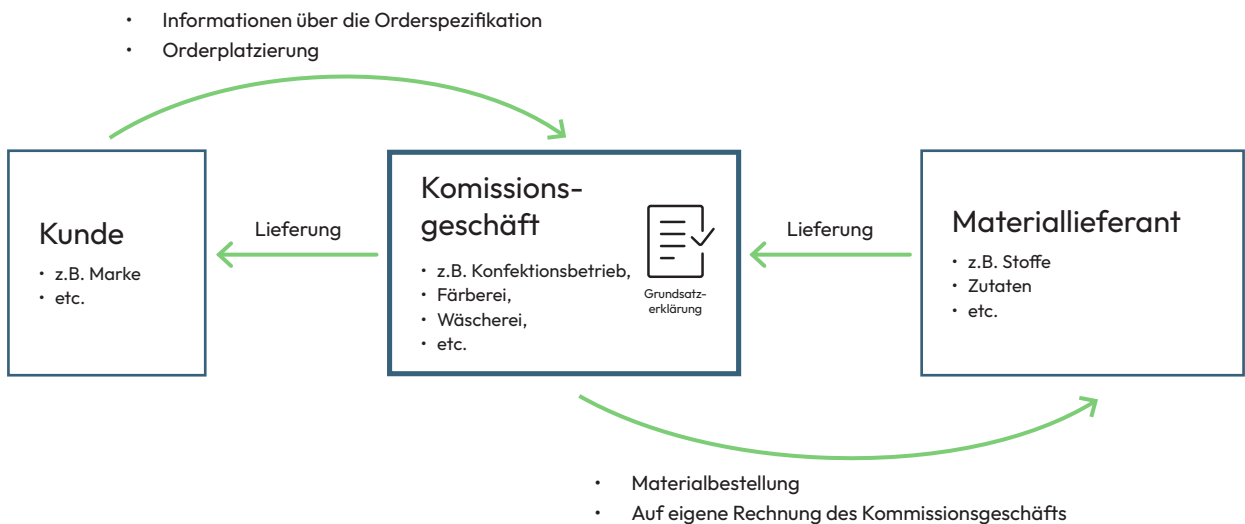 • Informationen über die Orderspezifikation
• Orderplatzierung
Kunde
• z.B. Marke
• etc.
Lieferung
Komissions-
geschäft
• z.B. Konfektionsbetrieb,
• Färberei,
• Wäscherei,
• etc.
Grundsatz-
erklärung
Lieferung
Materiallieferant
• z.B. Stoffe
• Zutaten
• etc.
• Materialbestellung
• Auf eigene Rechnung des Kommissionsgeschäfts